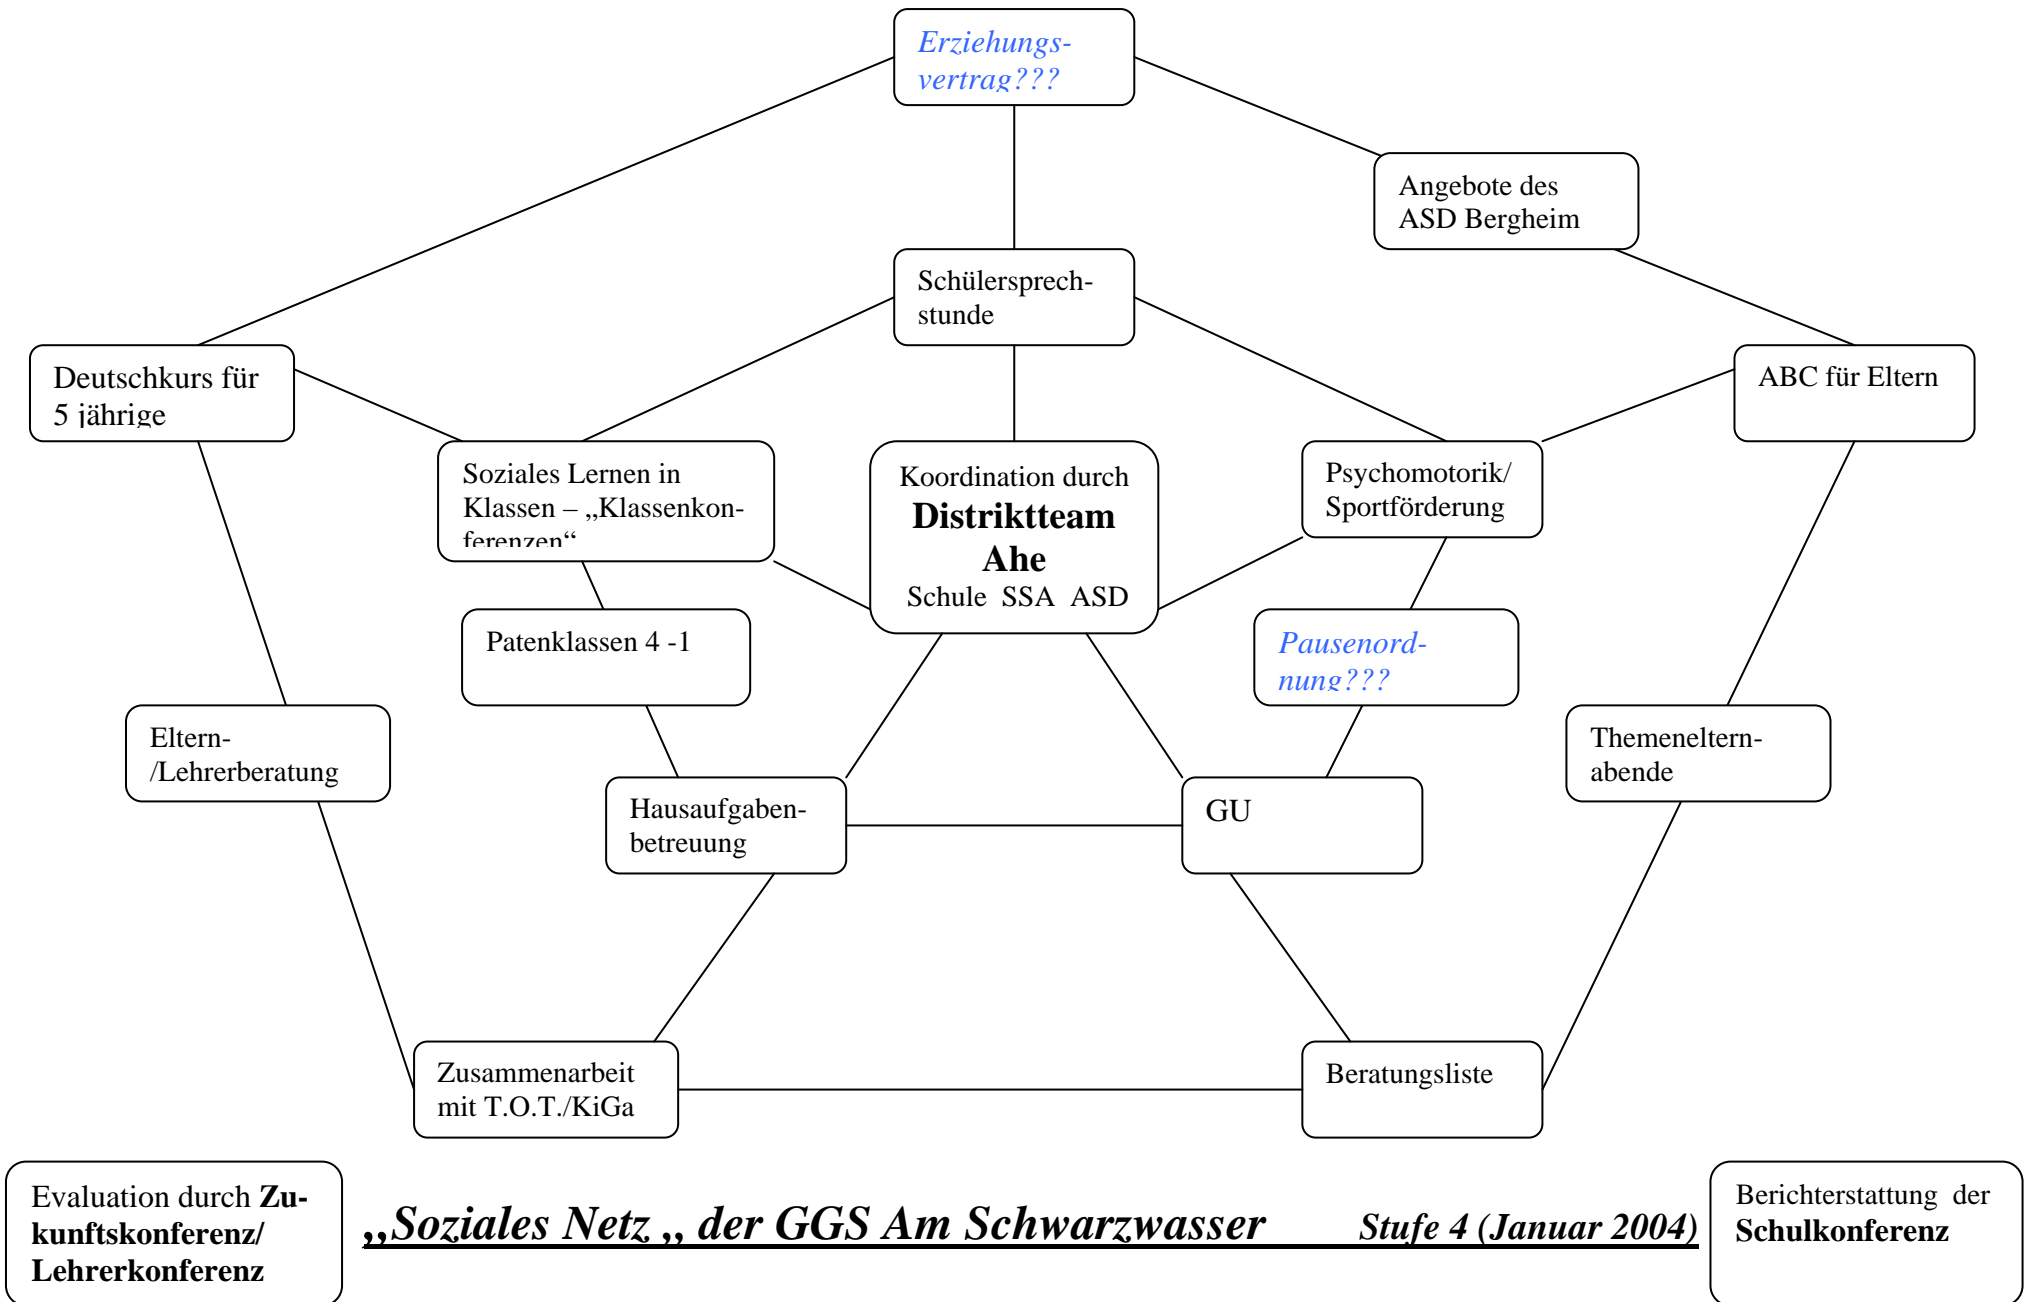 Erziehungs-
vertrag???
Angebote des
ASD Bergheim
Schülersprech-
stunde
Deutschkurs für
5 jährige
ABC für Eltern
Soziales Lernen in
Klassen – „Klassenkon-
ferenzen“
Koordination durch
Distriktteam
Ahe
Schule SSA ASD
Psychomotorik/
Sportförderung
Patenklassen 4 -1
Pausenord-
nung???
Eltern-
/Lehrerberatung
Themeneltern-
abende
Hausaufgaben-
betreuung
GU
Zusammenarbeit
mit T.O.T./KiGa
Beratungsliste
Evaluation durch Zu-
kunftskonferenz/
Lehrerkonferenz
„Soziales Netz „ der GGS Am Schwarzwasser Stufe 4 (Januar 2004)
Berichterstattung der
Schulkonferenz